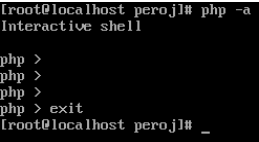 [root@localhost peroj]# php -a
Interactive shell
php >
php >
php >
php > exit
[root@localhost peroj]# _